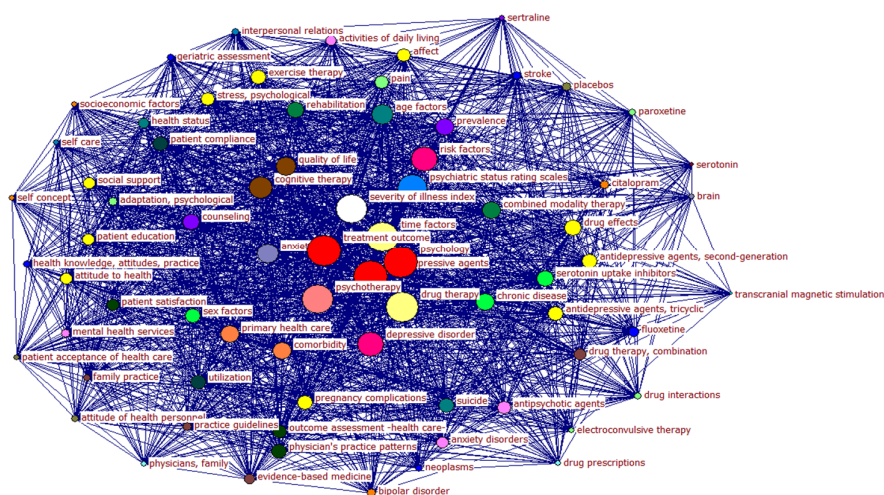 sertraline
interpersonal relations
activities of daily living
affect
geriatric assessment
exercise therapy
stroke
pain
placebos
stress, psychological
socioeconomic factors
rehabilitation
age factors
paroxetine
health status
prevalence
self care
patient compliance
risk factors
quality of life
serotonin
cognitive therapy
psychiatric status rating scales
social support
citalopram
self concept
severity of illness index
brain
adaptation, psychological
combined modality therapy
counseling
time factors
drug effects
patient education
treatment outcome
anxiet
psychology
antidepressive agents, second-generation
health knowledge, attitudes, practice
pressive agents
attitude to health
serotonin uptake inhibitors
psychotherapy
drug therapy
chronic disease
transcranial magnetic stimulation
patient satisfaction
sex factors
antidepressive agents, tricyclic
mental health services
primary health care
depressive disorder
fluoxetine
comorbidity
drug therapy, combination
patient acceptance of health care
family practice
utilization
drug interactions
pregnancy complications
suicide
antipsychotic agents
attitude of health personnel
practice guidelines
outcome assessment -health care-
electroconvulsive therapy
anxiety disorders
physician's practice patterns
physicians, family
neoplasms
drug prescriptions
evidence-based medicine
bipolar disorder